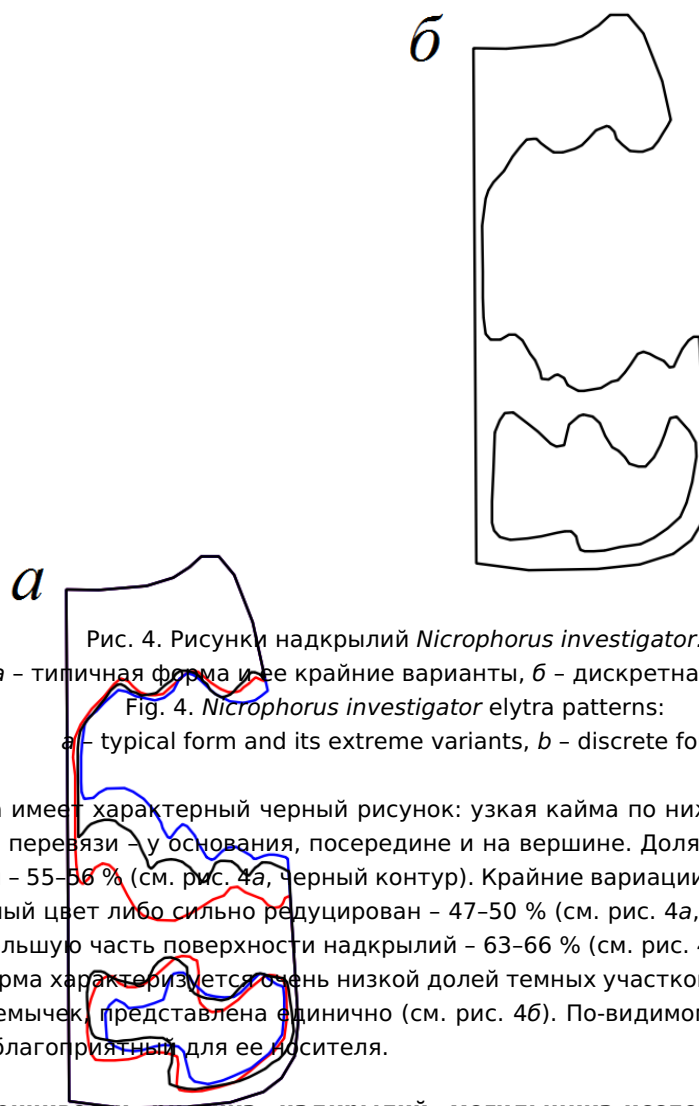 б
а
Рис. 4. Рисунки надкрылий Nicrophorus investigator.
а – типичная форма и ее крайние варианты, б – дискретна
Fig. 4. Nicrophorus investigator elytra patterns:
a – typical form and its extreme variants, b – discrete fo
имеет характерный черный рисунок: узкая кайма по ниж
перевязи – у основания, посередине и на вершине. Доля
– 55–56 % (см. рис. 4а, черный контур). Крайние вариации
ный цвет либо сильно редуцирован – 47–50 % (см. рис. 4а,
льшую часть поверхности надкрылий – 63–66 % (см. рис. 4
рма характеризуется очень низкой долей темных участков
емычек, представлена единично (см. рис. 4б). По-видимом
благоприятный для ее носителя.